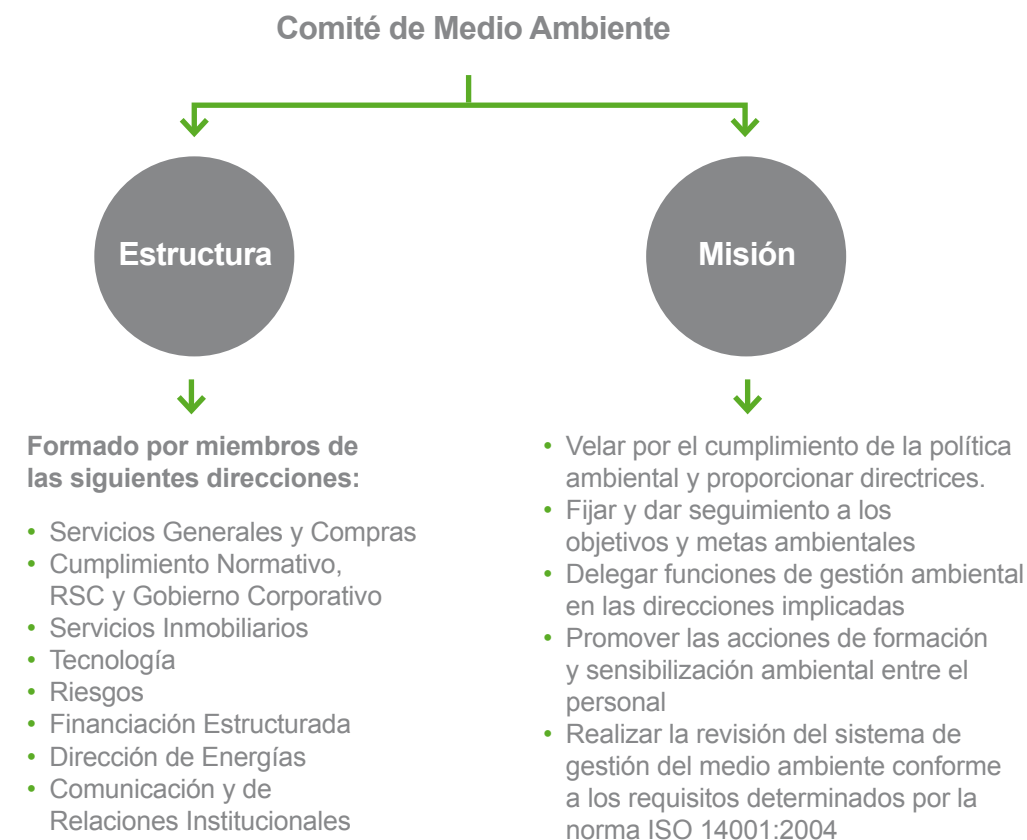 Comité de Medio Ambiente
Estructura
Formado por miembros de
las siguientes direcciones:
• Servicios Generales y Compras
• Cumplimiento Normativo,
RSC y Gobierno Corporativo
• Servicios Inmobiliarios
• Tecnología
• Riesgos
• Financiación Estructurada
• Dirección de Energías
• Comunicación y de
Relaciones Institucionales
Misión
• Velar por el cumplimiento de la política
ambiental y proporcionar directrices.
• Fijar y dar seguimiento a los
objetivos y metas ambientales
• Delegar funciones de gestión ambiental
en las direcciones implicadas
• Promover las acciones de formación
y sensibilización ambiental entre el
personal
• Realizar la revisión del sistema de
gestión del medio ambiente conforme
a los requisitos determinados por la
norma ISO 14001:2004